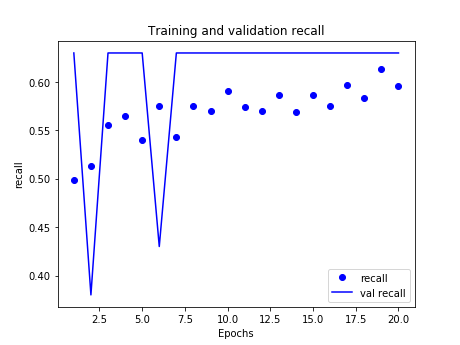 Training and validation recall
0.60
0.55
0.50
0.45
0.40
recall
2.5 5.0 7.5 10.0 12.5 15.0 17.5 20.0
Epochs
recall
val recall